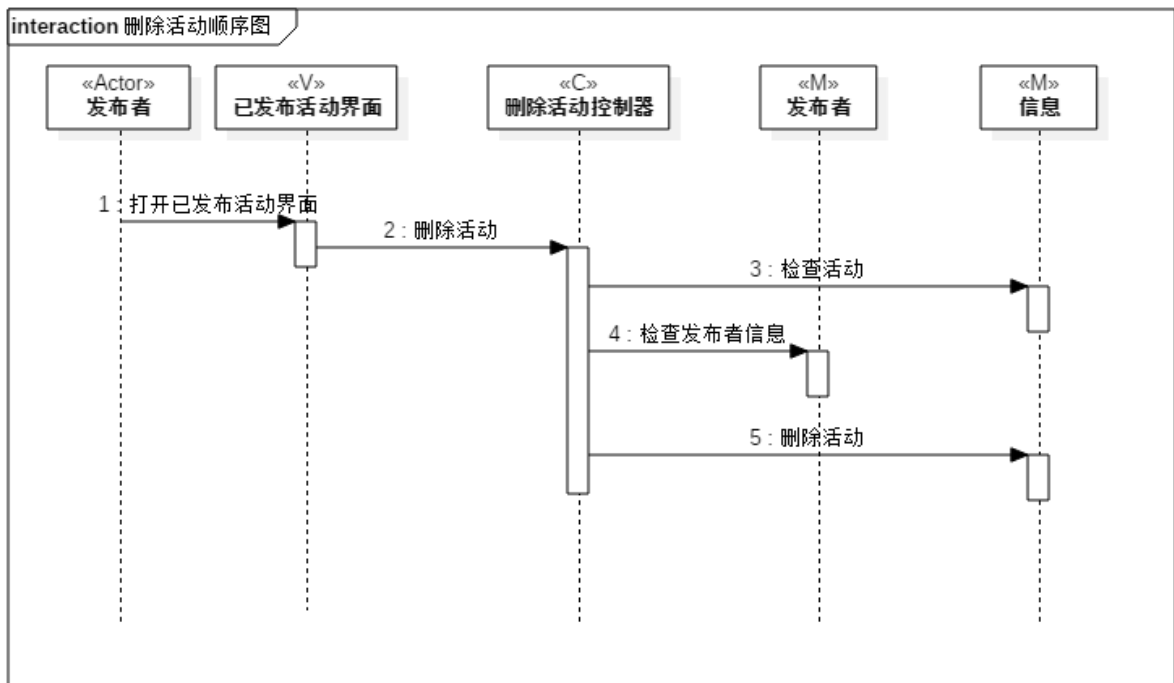 interaction 删除活动顺序图
«Actor»
发布者
«V»
已发布活动界面
«C»
删除活动控制器
«M»
发布者
«M»
信息
1 : 打开已发布活动界面
2 : 删除活动
3 : 检查活动
4 : 检查发布者信息
5 : 删除活动